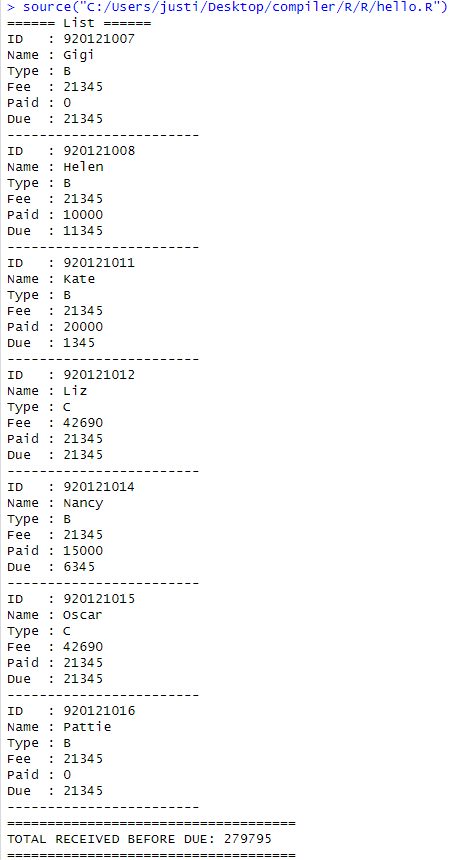 > source("C:/Users/justi/Desktop/compiler/R/R/hello.R")
====== List ======
ID   : 920121007
Name : Gigi
Type : B
Fee  : 21345
Paid : 0
Due  : 21345
------------------------
ID   : 920121008
Name : Helen
Type : B
Fee  : 21345
Paid : 10000
Due  : 11345
------------------------
ID   : 920121011
Name : Kate
Type : B
Fee  : 21345
Paid : 20000
Due  : 1345
------------------------
ID   : 920121012
Name : Liz
Type : C
Fee  : 42690
Paid : 21345
Due  : 21345
------------------------
ID   : 920121014
Name : Nancy
Type : B
Fee  : 21345
Paid : 15000
Due  : 6345
------------------------
ID   : 920121015
Name : Oscar
Type : C
Fee  : 42690
Paid : 21345
Due  : 21345
------------------------
ID   : 920121016
Name : Pattie
Type : B
Fee  : 21345
Paid : 0
Due  : 21345
------------------------
====================================
TOTAL RECEIVED BEFORE DUE: 279795
====================================